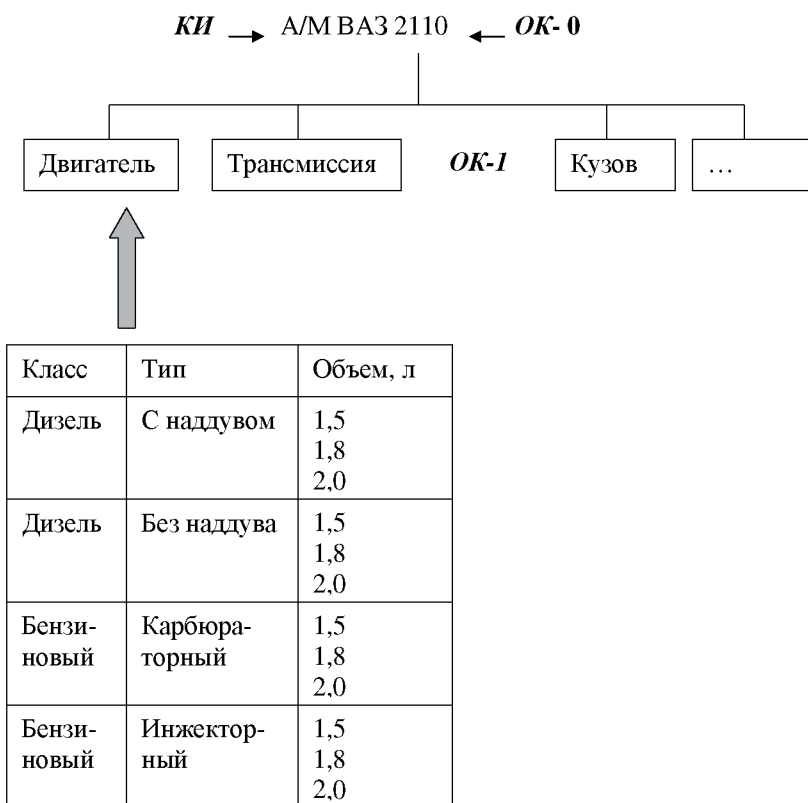 КИ А/М ВАЗ 2110 ОК- 0
Двигатель Трансмиссия ОК-1 Кузов ...
Класс Тип Объем, л
Дизель С наддувом 1,5
1,8
2,0
Дизель Без наддува 1,5
1,8
2,0
Бензи- Карбюра- 1,5
новый торный 1,8
2,0
Бензи- Инжектор- 1,5
новый ный 1,8
2,0